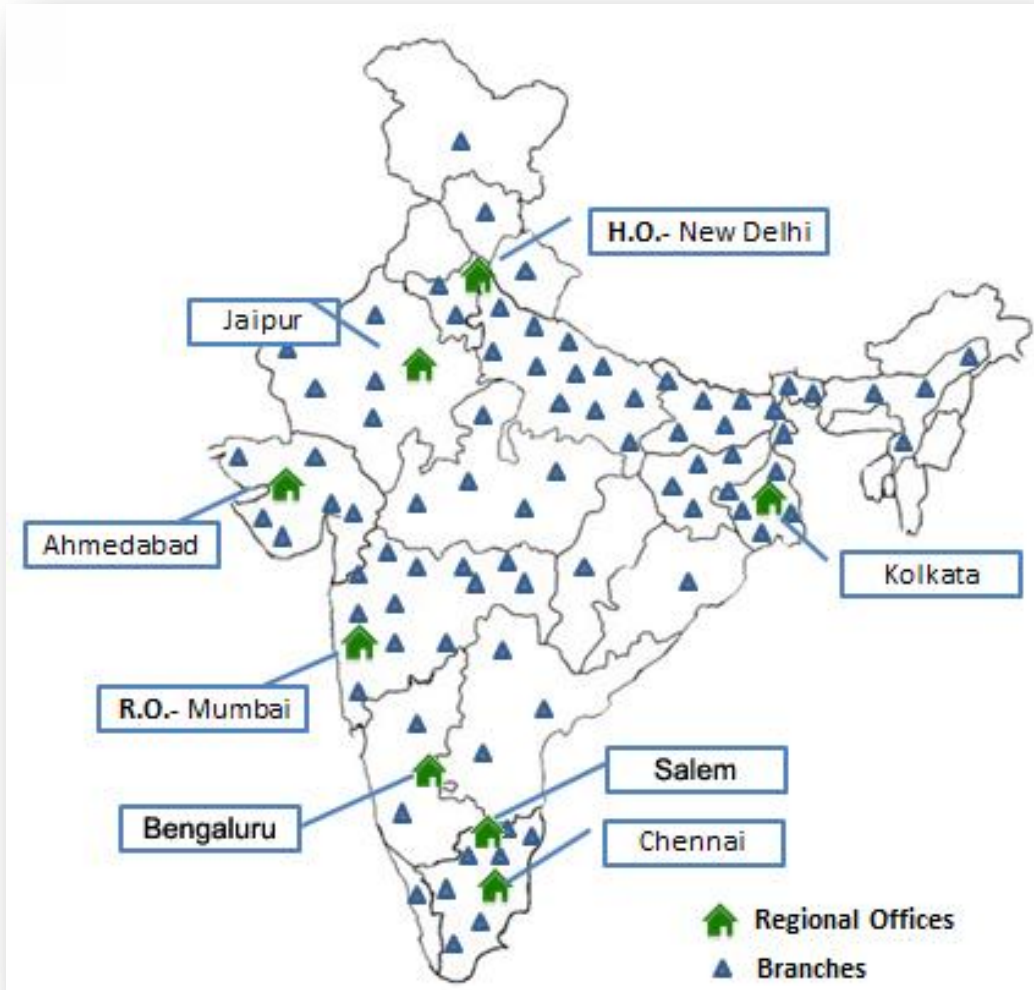 H.O.- New Delhi
Jaipur
Ahmedabad
Kolkata
R.O.- Mumbai
Salem
Bengaluru
Chennai
Regional Offices
Branches